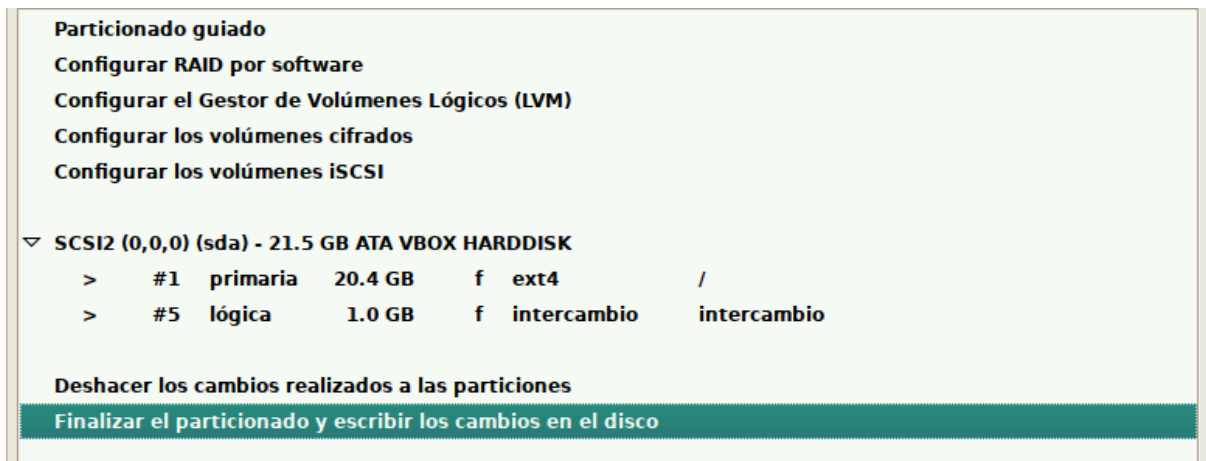 Particionado guiado
Configurar RAID por software
Configurar el Gestor de Volúmenes Lógicos (LVM)
Configurar los volúmenes cifrados
Configurar los volúmenes iSCSI
SCSI2 (0,0,0) (sda) - 21.5 GB ATA VBOX HARDDISK
> #1 primaria 20.4 GB f ext4 /
> #5 lógica 1.0 GB f intercambio intercambio
Deshacer los cambios realizados a las particiones
Finalizar el particionado y escribir los cambios en el disco